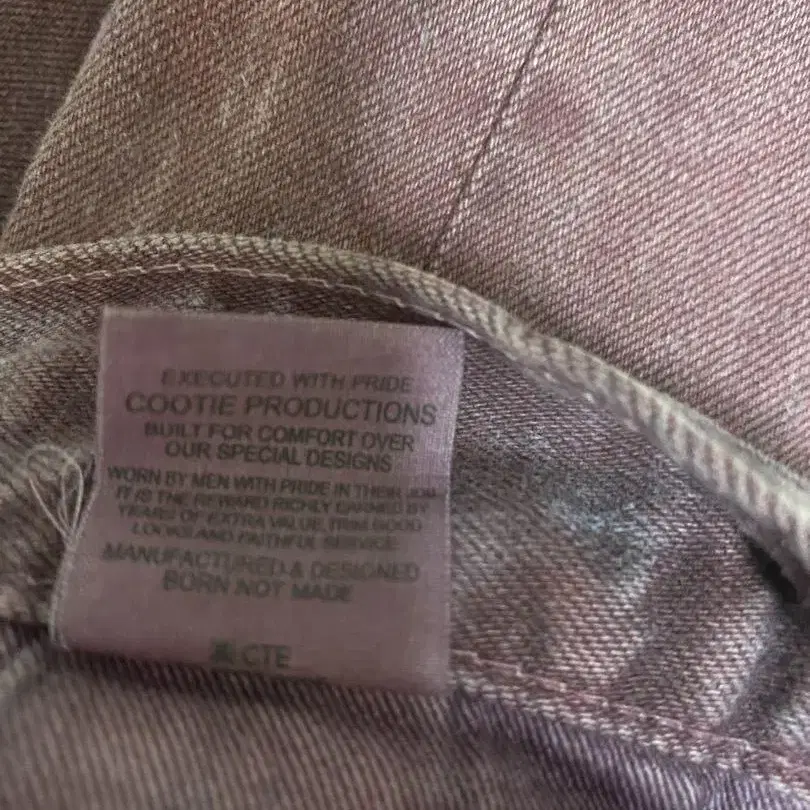 EXECUTED WITH PRIDE
COOTIE PRODUCTIONS
BUILT FOR COMFORT OVER
OUR SPECIAL DESIGNS
WORN BY MEN WITH PRIDE IN THEIR JOB
IT IS THE REWARD RICHLY EARNED BY
YEARS OF EXTRA VALUE, TRIM GOOD
LOOKS AND FAITHFUL SERVICE
MANUFACTURED & DESIGNED
BORN NOT MADE
CTE